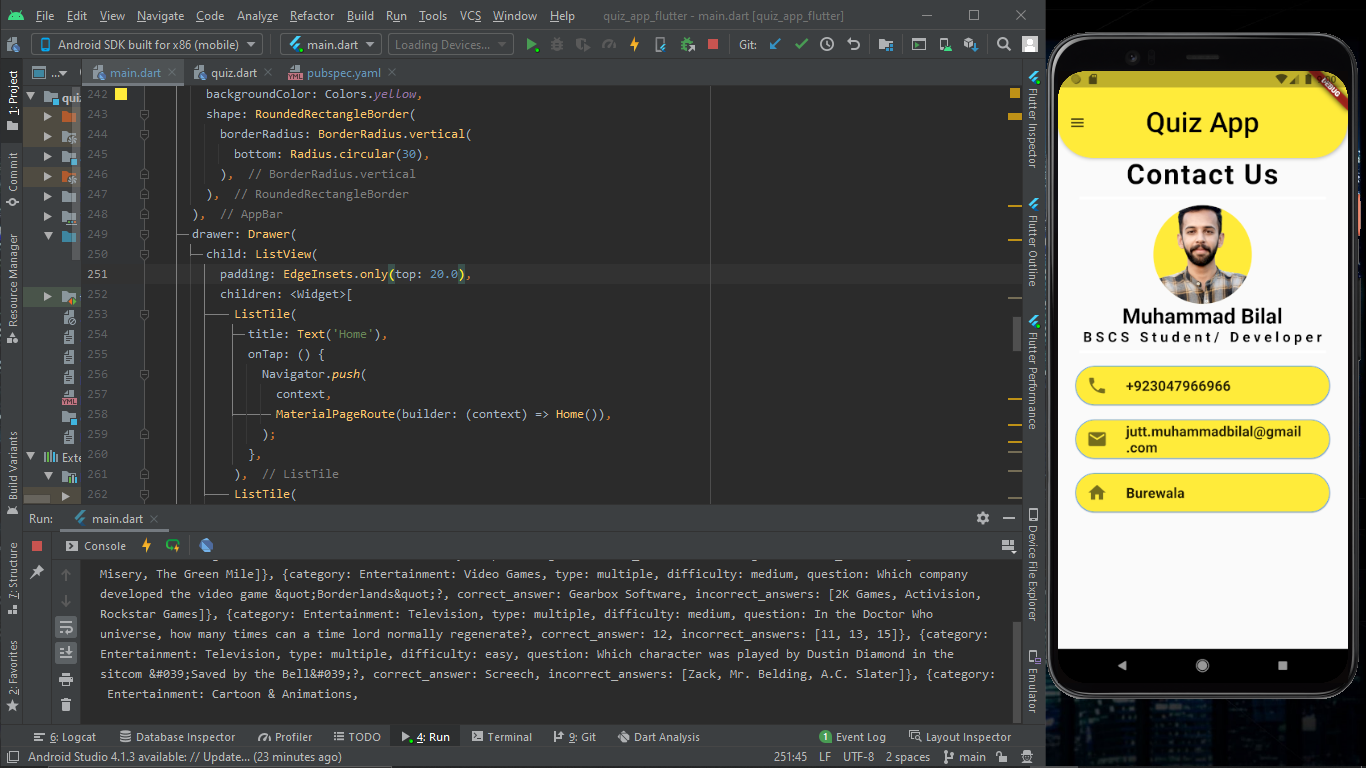 File Edit View Navigate Code Analyze Refactor Build Run Tools VCS Window Help quiz_app_flutter - main.dart [quiz_app_flutter]
Android SDK built for x86 (mobile) main.dart Loading Devices... Git:
... main.dart quiz.dart pubspec.yaml
1: Project
Commit
Resource Manager
Build Variants
7: Structure
2: Favorites
quiz
Exte
242 backgroundColor: Colors.yellow,
243 shape: RoundedRectangleBorder(
244 borderRadius: BorderRadius.vertical(
245 bottom: Radius.circular(30),
246 ), // BorderRadius.vertical
247 ), // RoundedRectangleBorder
248 ), // AppBar
249 drawer: Drawer(
250 child: ListView(
251 padding: EdgeInsets.only(top: 20.0),
252 children: <Widget>[
253 ListTile(
254 title: Text('Home'),
255 onTap: () {
256 Navigator.push(
257 context,
258 MaterialPageRoute(builder: (context) => Home()),
259 );
260 },
261 ), // ListTile
262 ListTile(
Flutter Inspector
Flutter Outline
Flutter Performance
Device File Explorer
Emulator
Run: main.dart
Console
Misery, The Green Mile]}, {category: Entertainment: Video Games, type: multiple, difficulty: medium, question: Which company
developed the video game &quot;Borderlands&quot;?, correct_answer: Gearbox Software, incorrect_answers: [2K Games, Activision,
Rockstar Games]}, {category: Entertainment: Television, type: multiple, difficulty: medium, question: In the Doctor Who
universe, how many times can a time lord normally regenerate?, correct_answer: 12, incorrect_answers: [11, 13, 15]}, {category:
Entertainment: Television, type: multiple, difficulty: easy, question: Which character was played by Dustin Diamond in the
sitcom &#039;Saved by the Bell&#039;?, correct_answer: Screech, incorrect_answers: [Zack, Mr. Belding, A.C. Slater]}, {category:
Entertainment: Cartoon & Animations,
6: Logcat Database Inspector Profiler TODO 4: Run Terminal 9: Git Dart Analysis 1 Event Log Layout Inspector
Android Studio 4.1.3 available: // Update... (23 minutes ago) 251:45 LF UTF-8 2 spaces main
DEBUG
Quiz App
Contact Us
Muhammad Bilal
BSCS Student/ Developer
+923047966966
jutt.muhammadbilal@gmail
.com
Burewala